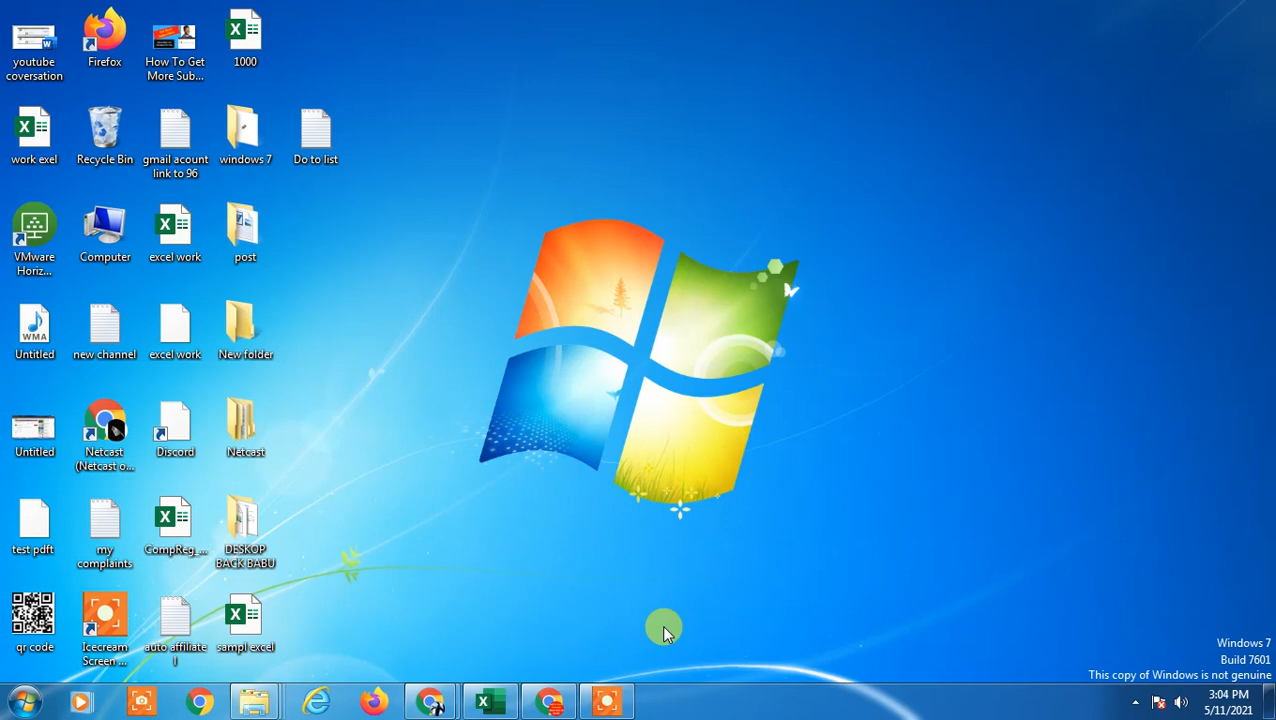 youtube
coversation
Firefox
How To Get
More Sub...
1000
work exel
Recycle Bin
gmail acount
link to 96
windows 7
Do to list
VMware
Horiz...
Computer
excel work
post
WMA
Untitled
new channel
excel work
New folder
Untitled
Netcast
(Netcast o...
Discord
Netcast
test pdft
my
complaints
CompReg_...
DESKOP
BACK BABU
qr code
Icecream
Screen ...
auto affiliate
l
sampl excel
Windows 7
Build 7601
This copy of Windows is not genuine
3:04 PM
5/11/2021